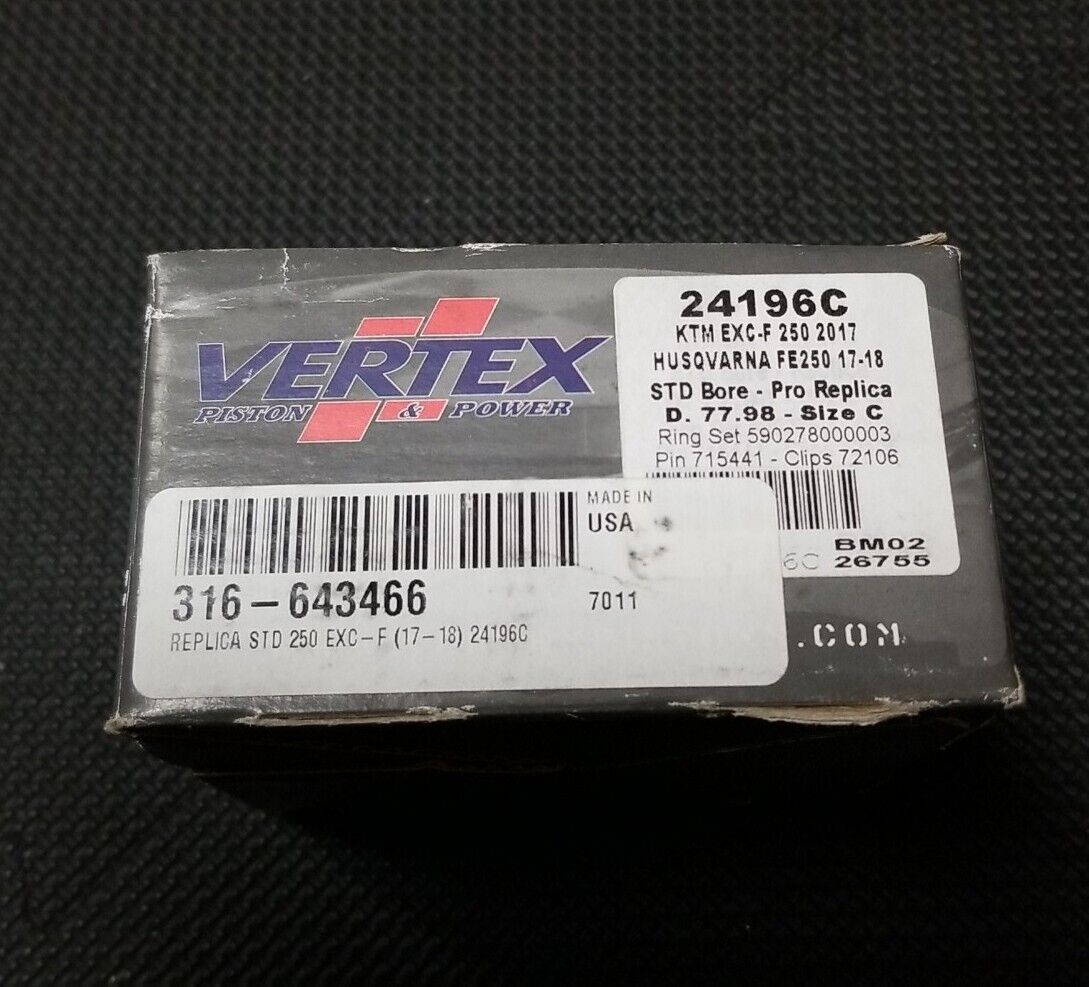 VERTEX
PISTON & POWER
24196C
KTM EXC-F 250 2017
HUSQVARNA FE250 17-18
STD Bore - Pro Replica
D. 77.98 - Size C
Ring Set 590278000003
Pin 715441 - Clips 72106
6C
BM02
26755
MADE IN
USA
316-643466
7011
REPLICA STD 250 EXC-F (17-18) 24196C
.COM